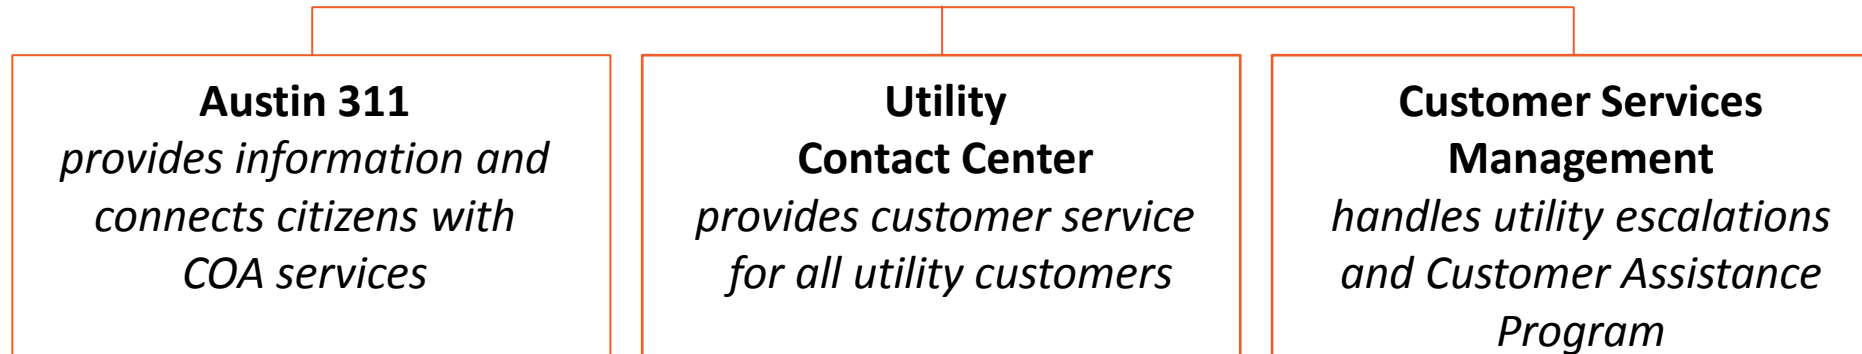 Austin 311
provides information and
connects citizens with
COA services
Utility
Contact Center
provides customer service
for all utility customers
Customer Services
Management
handles utility escalations
and Customer Assistance
Program